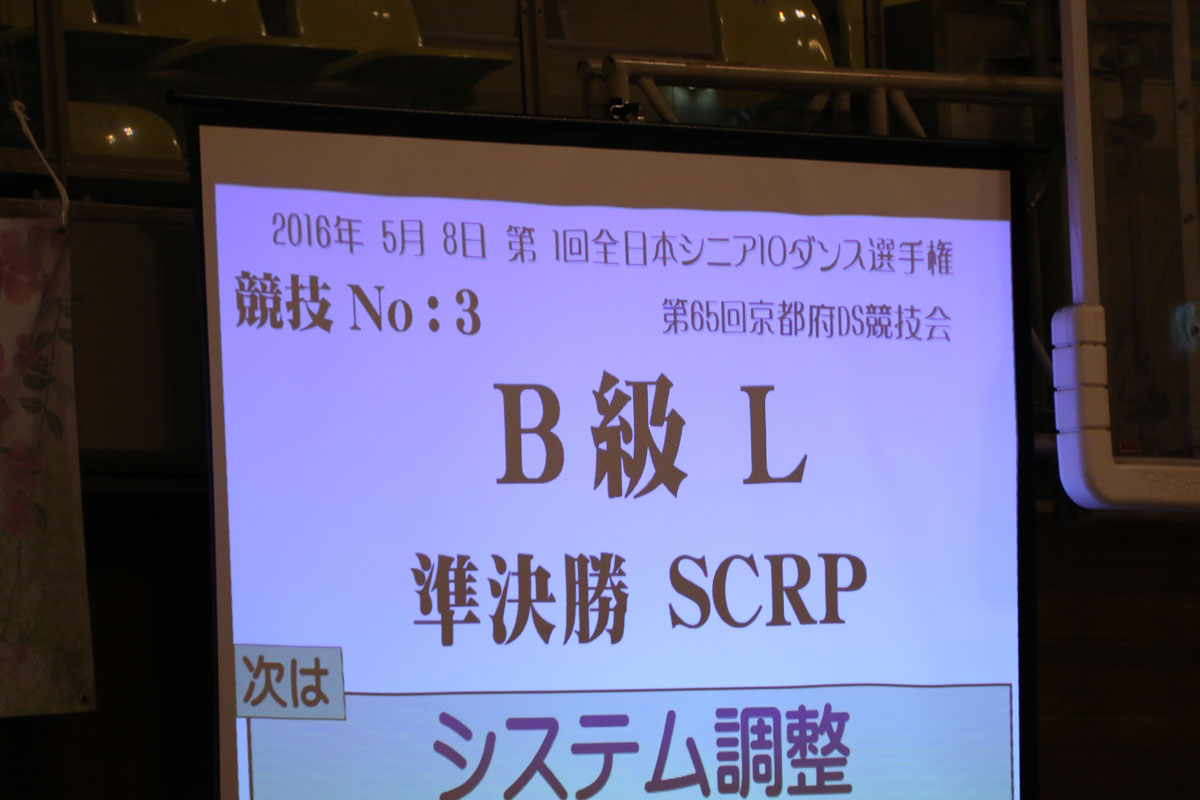 2016年 5月 8日 第 1回全日本シニア10ダンス選手権
競技 No : 3
第65回京都府DS競技会
B級 L
準決勝 SCRP
次は
システム調整